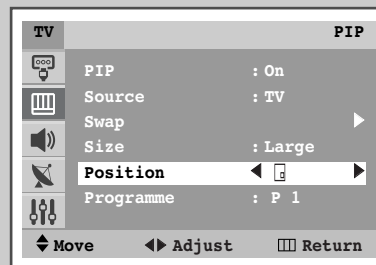 TV PIP
PIP : On
Source : TV
Swap
Size : Large
Position
Programme : P 1
Move Adjust Return